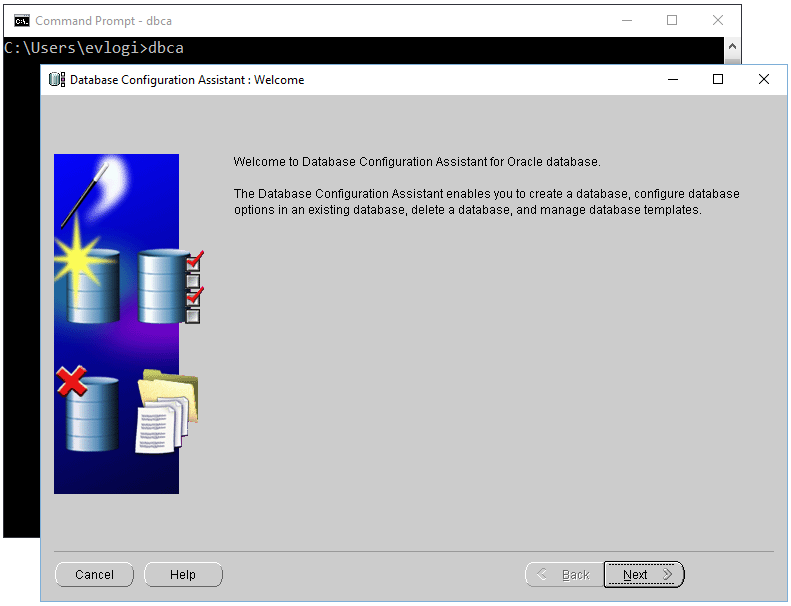 Command Prompt - dbca
C:\Users\evlogi>dbca
Database Configuration Assistant : Welcome
Welcome to Database Configuration Assistant for Oracle database.
The Database Configuration Assistant enables you to create a database, configure database
options in an existing database, delete a database, and manage database templates.
Cancel
Help
Back
Next